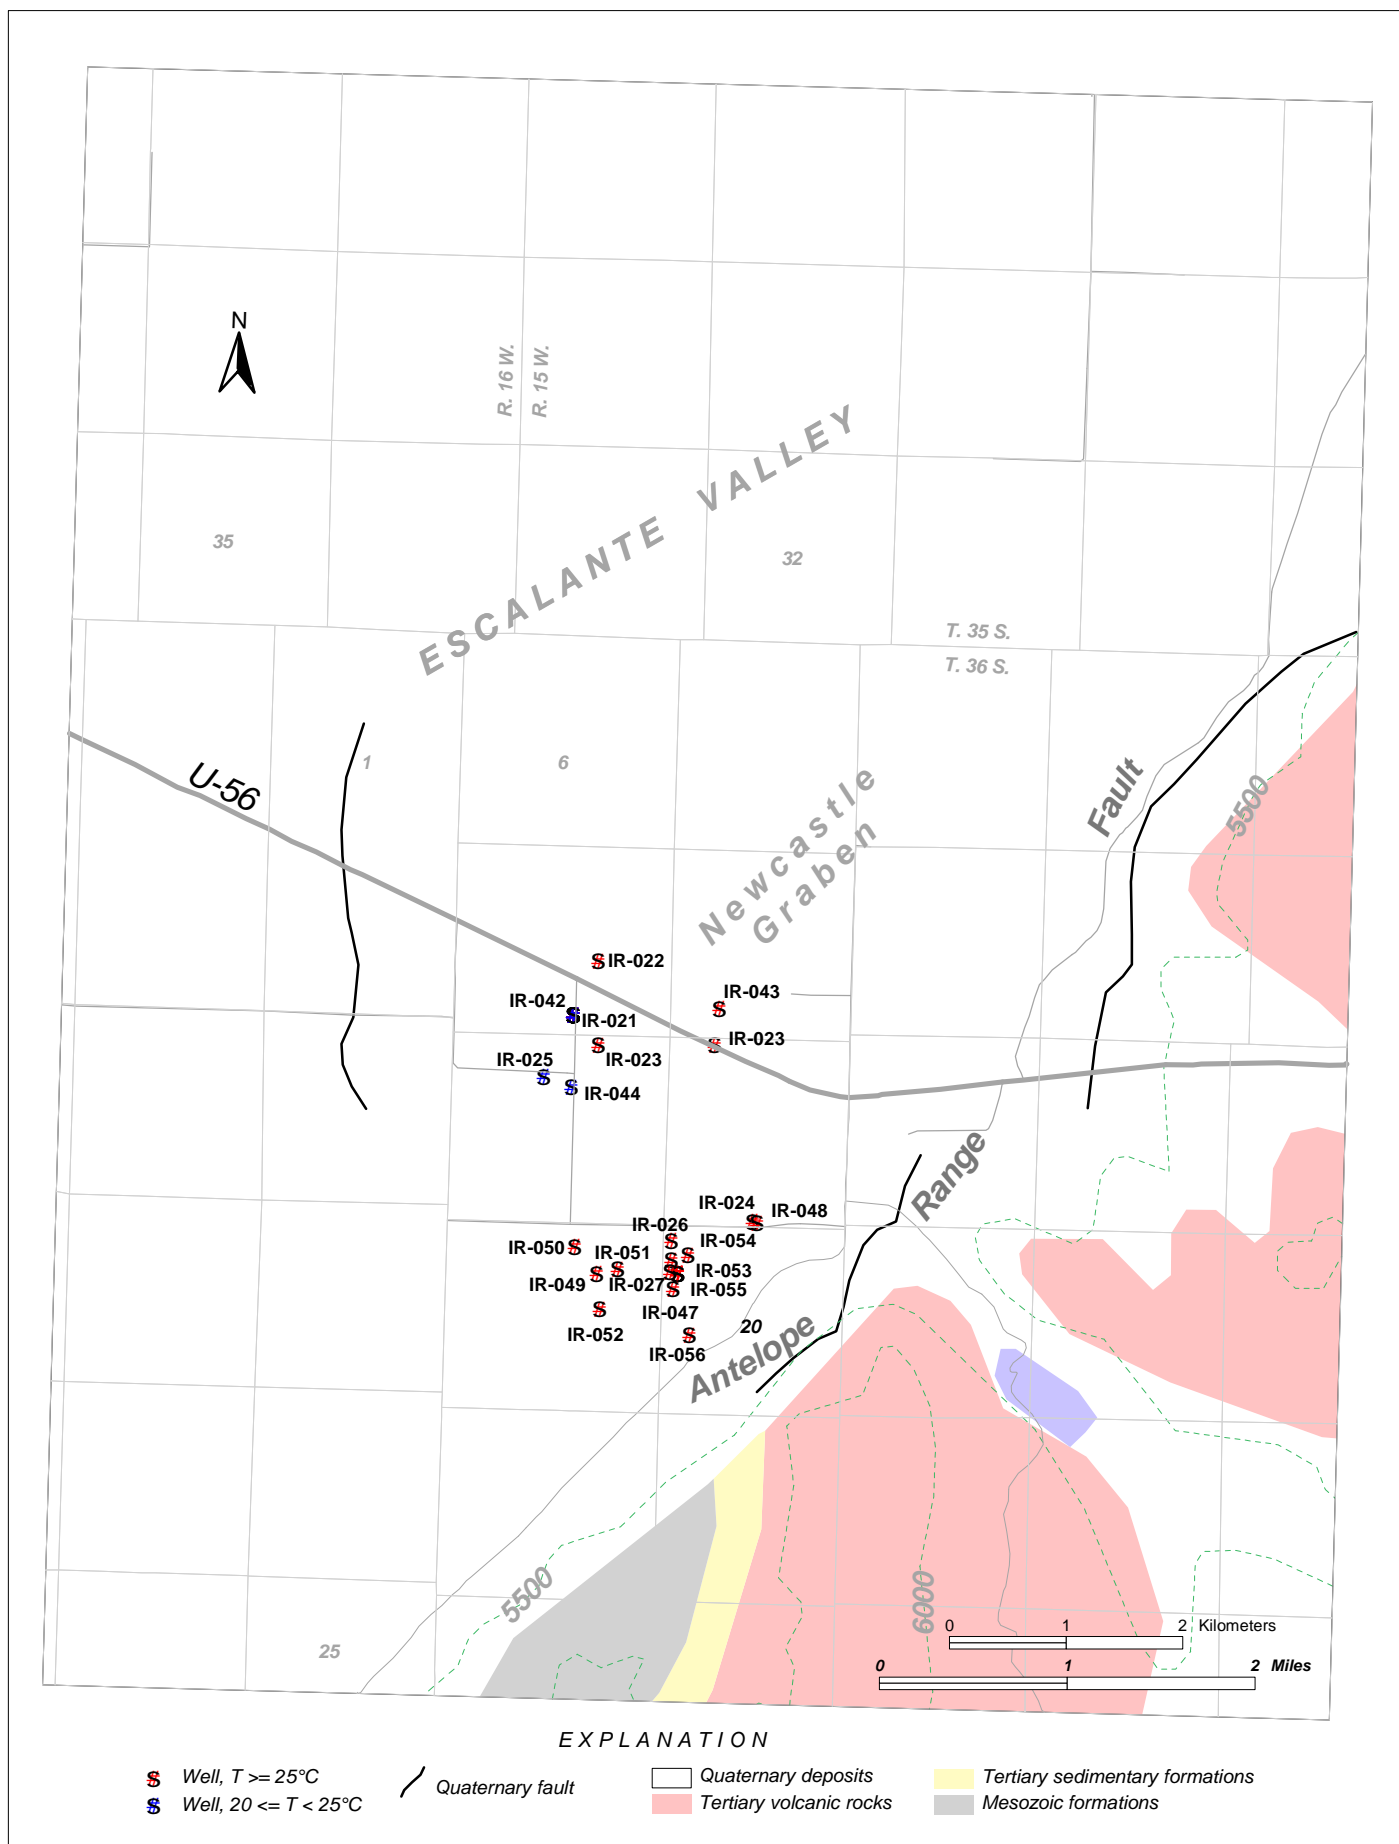 N
R. 16 W.
R. 15 W.
ESCALANTE VALLEY
35
32
T. 35 S.
T. 36 S.
U-56
1
6
Newcastle
Graben
Fault
5500
IR-022
IR-042
IR-021
IR-043
IR-023
IR-023
IR-025
IR-044
Range
IR-024
IR-048
IR-026
IR-050
IR-051
IR-054
IR-049
IR-027
IR-053
IR-055
IR-047
IR-052
20
IR-056
Antelope
5500
6000
25
0 1 2 Kilometers
0 1 2 Miles
EXPLANATION
Well, T >= 25°C
Well, 20 <= T < 25°C
Quaternary fault
Quaternary deposits
Tertiary volcanic rocks
Tertiary sedimentary formations
Mesozoic formations